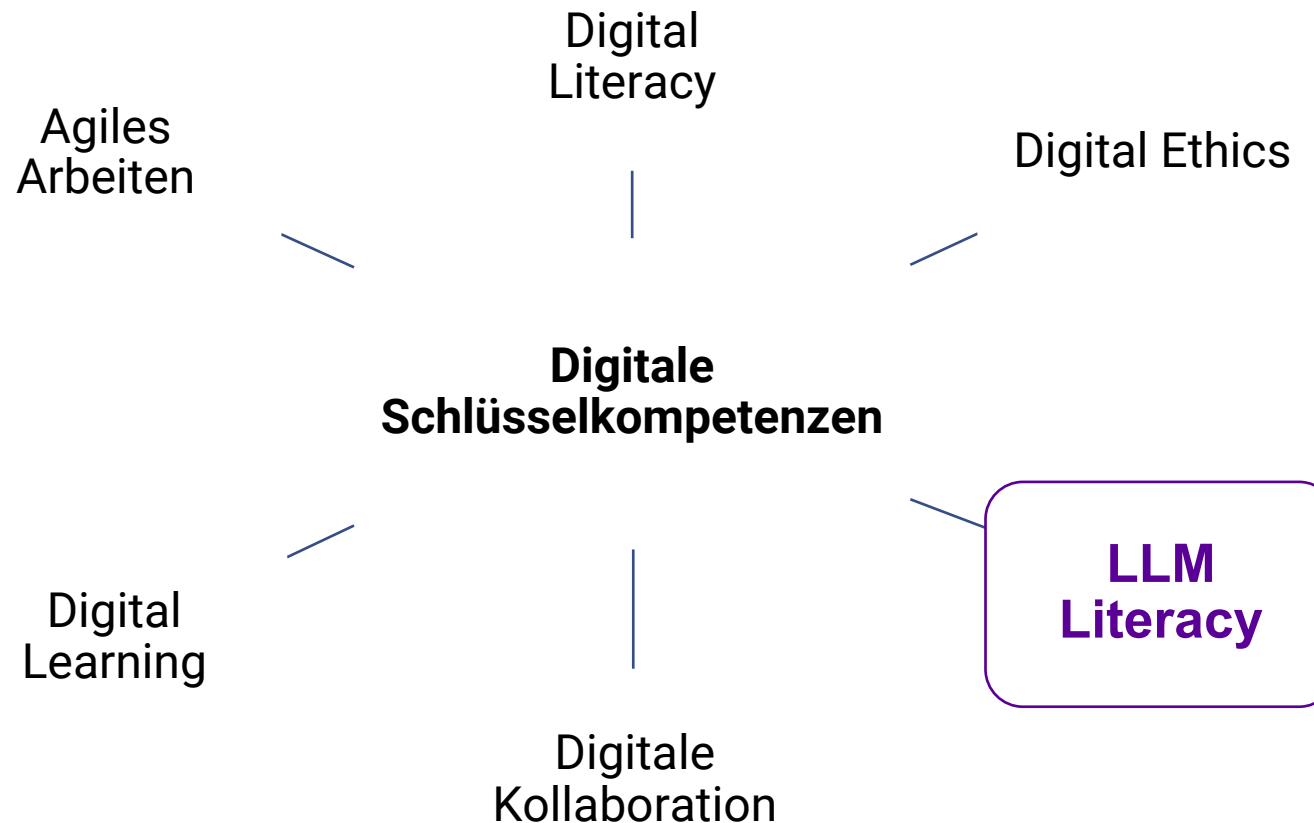 Digital
Literacy
Agiles
Arbeiten
Digital Ethics
Digitale
Schlüsselkompetenzen
LLM
Literacy
Digital
Learning
Digitale
Kollaboration